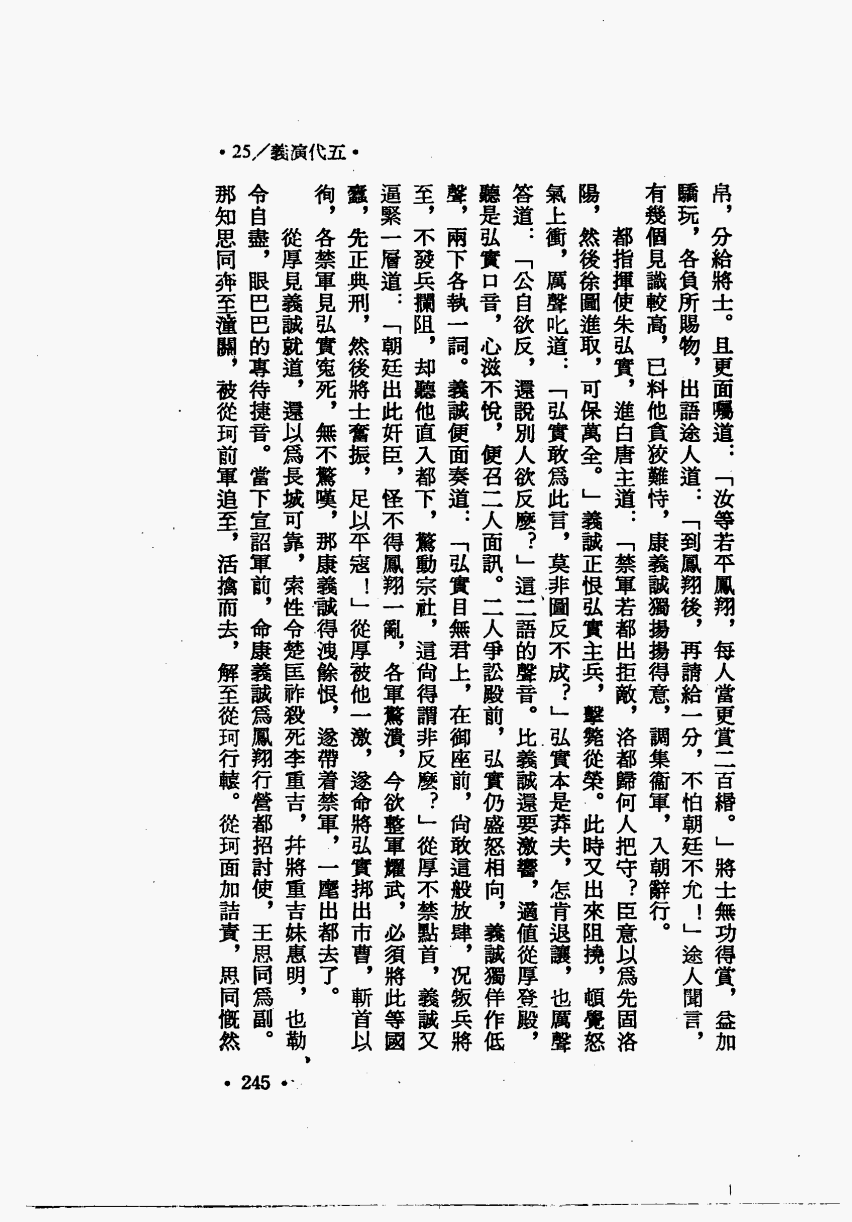 •25／義演代五•
帛，分給將士。且更面囑道：「汝等若平鳳翔，每人當更賞二百緡。」將士無功得賞，益加
驕玩，各負所賜物，出語途人道：「到鳳翔後，再請給一分，不怕朝廷不允！」途人聞言，
有幾個見識較高，已料他貪狡難恃，康義誠獨揚揚得意，調集衞軍，入朝辭行。
都指揮使朱弘實，進白唐主道：「禁軍若都出拒敵，洛都歸何人把守？臣意以爲先固洛
陽，然後徐圖進取，可保萬全。」義誠正恨弘實主兵，擊斃從榮。此時又出來阻撓，頓覺怒
氣上衝，厲聲叱道：「弘實敢爲此言，莫非圖反不成？」弘實本是莽夫，怎肯退讓，也厲聲
答道：「公自欲反，還說別人欲反麽？」這二語的聲音。比義誠還要激響，適值從厚登殿，
聽是弘實口音，心滋不悅，便召二人面訊。二人爭訟殿前，弘實仍盛怒相向，義誠獨佯作低
聲，兩下各執一詞。義誠便面奏道：「弘實目無君上，在御座前，尙敢這般放肆，况叛兵將
至，不發兵攔阻，却聽他直入都下，驚動宗社，這尙得謂非反麽？」從厚不禁點首，義誠又
逼緊一層道：「朝廷出此奸臣，怪不得鳳翔一亂，各軍驚潰，今欲整軍耀武，必須將此等國
蠹，先正典刑，然後將士奮振，足以平寇！」從厚被他一激，遂命將弘實掷出市曹，斬首以
徇，各禁軍見弘實寃死，無不驚嘆，那康義誠得洩餘恨，遂帶着禁軍，一麾出都去了。
從厚見義誠就道，還以爲長城可靠，索性令楚匡祚殺死李重吉，幷將重吉妹惠明，也勒
令自盡，眼巴巴的專待捷音。當下宣詔軍前，命康義誠爲鳳翔行營都招討使，王思同爲副。
那知思同奔至潼關，被從珂前軍追至，活擒而去，解至從珂行轅。從珂面加詰責，思同慨然
•245•